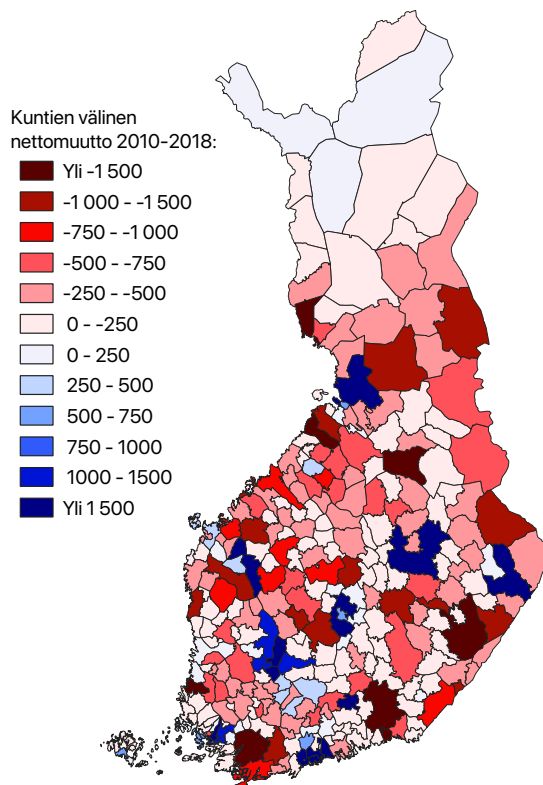 Kuntien välinen
nettomuutto 2010-2018:
Yli -1 500
-1 000 - -1 500
-750 - -1 000
-500 - -750
-250 - -500
0 - -250
0 - 250
250 - 500
500 - 750
750 - 1000
1000 - 1500
Yli 1 500